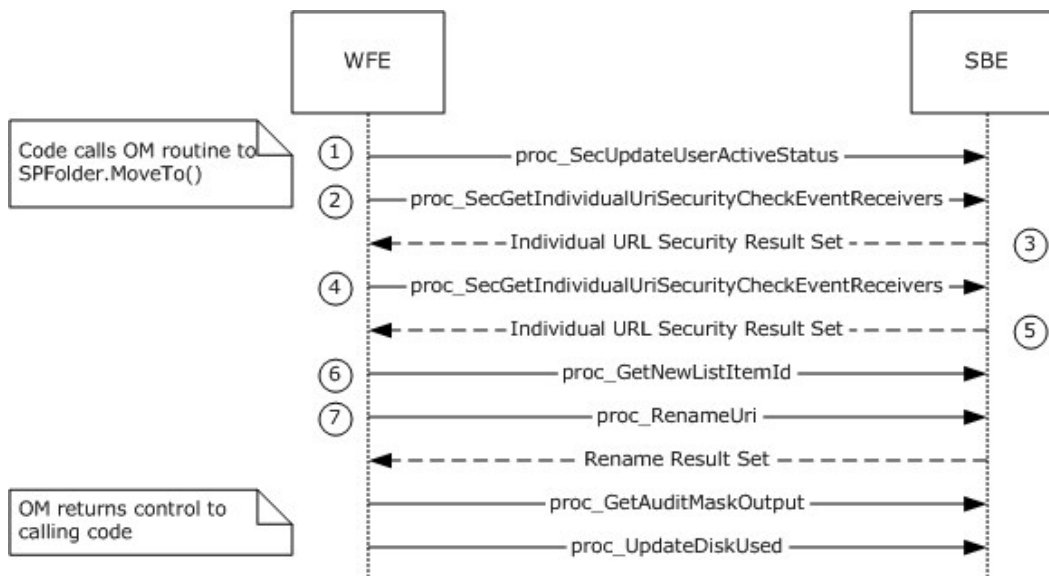 WFE
SBE
Code calls OM routine to
SPFolder.MoveTo()
1
proc_SecUpdateUserActiveStatus
2
proc_SecGetIndividualUriSecurityCheckEventReceivers
Individual URL Security Result Set
3
4
proc_SecGetIndividualUriSecurityCheckEventReceivers
Individual URL Security Result Set
5
6
proc_GetNewListItemId
7
proc_RenameUri
Rename Result Set
OM returns control to
calling code
proc_GetAuditMaskOutput
proc_UpdateDiskUsed